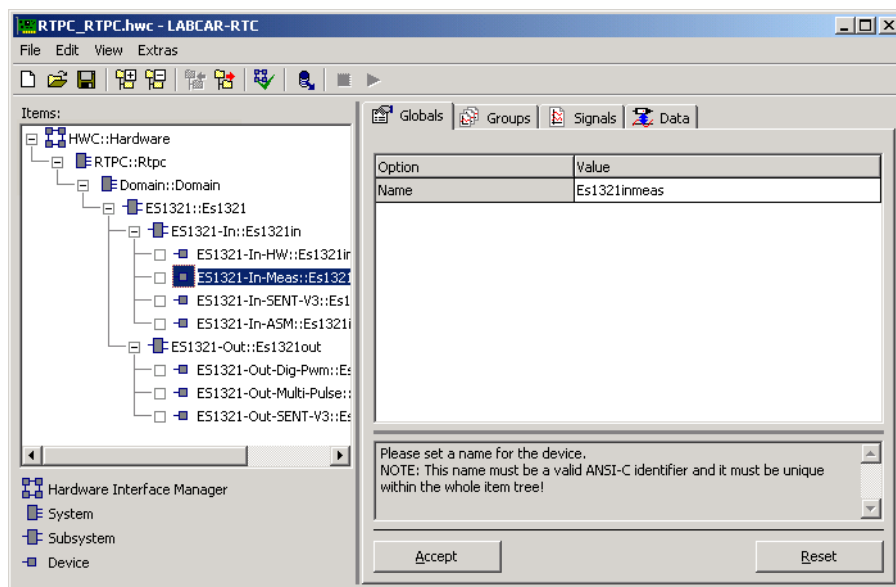 RTPC_RTPC.hwc - LABCAR-RTC
File Edit View Extras
Items:
HWC::Hardware
RTPC::Rtpc
Domain::Domain
ES1321::Es1321
ES1321-In::Es1321in
ES1321-In-HW::Es1321ir
ES1321-In-Meas::Es1321
ES1321-In-SENT-V3::Es1
ES1321-In-ASM::Es1321i
ES1321-Out::Es1321out
ES1321-Out-Dig-Pwm::Es
ES1321-Out-Multi-Pulse::
ES1321-Out-SENT-V3::Es
Hardware Interface Manager
System
Subsystem
Device
Globals Groups Signals Data
Option Value
Name Es1321inmeas
Please set a name for the device.
NOTE: This name must be a valid ANSI-C identifier and it must be unique
within the whole item tree!
Accept Reset